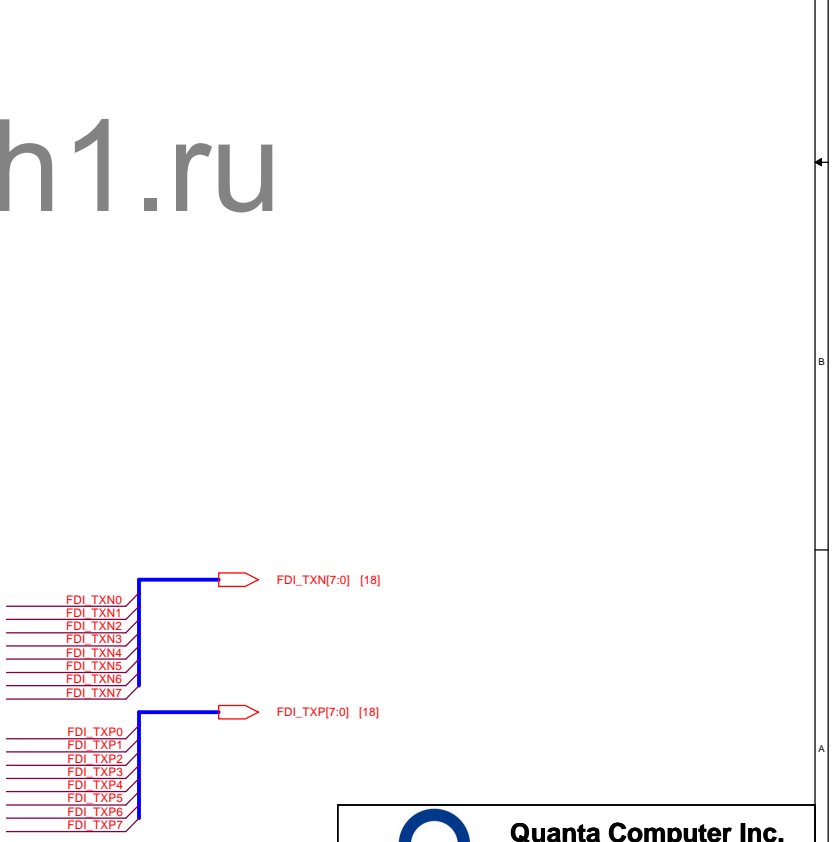 h1.ru
B
FDI_TXN[7:0] [18]
FDI_TXN0
FDI_TXN1
FDI_TXN2
FDI_TXN3
FDI_TXN4
FDI_TXN5
FDI_TXN6
FDI_TXN7
FDI_TXP[7:0] [18]
FDI_TXP0
FDI_TXP1
A
FDI_TXP2
FDI_TXP3
FDI_TXP4
FDI_TXP5
FDI_TXP6
FDI_TXP7
Quanta Computer Inc.